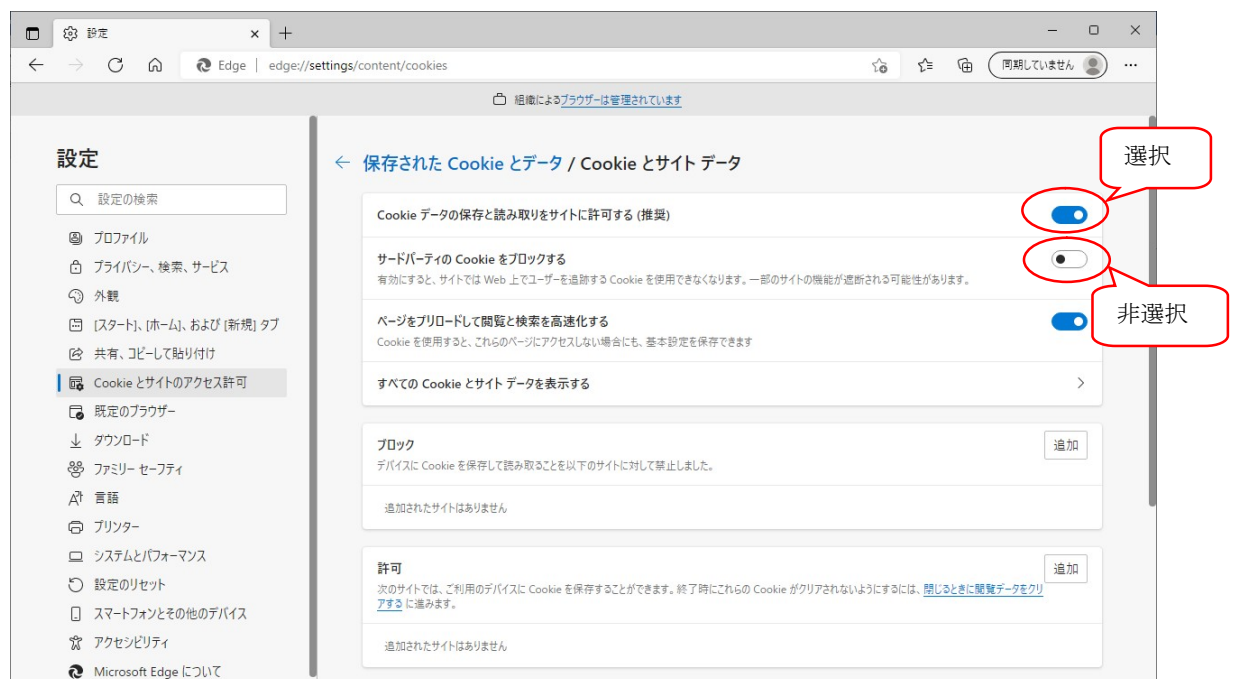 設定
Edge | edge://settings/content/cookies
同期していません
組織によるブラウザーは管理されています
設定
設定の検索
プロファイル
プライバシー、検索、サービス
外観
[スタート]、[ホーム]、および [新規] タブ
共有、コピーして貼り付け
Cookie とサイトのアクセス許可
既定のブラウザー
ダウンロード
ファミリー セーフティ
言語
プリンター
システムとパフォーマンス
設定のリセット
スマートフォンとその他のデバイス
アクセシビリティ
Microsoft Edge について
保存された Cookie とデータ / Cookie とサイト データ
選択
Cookie データの保存と読み取りをサイトに許可する (推奨)
サードパーティの Cookie をブロックする
有効にすると、サイトでは Web 上でユーザーを追跡する Cookie を使用できなくなります。一部のサイトの機能が遮断される可能性があります。
非選択
ページをプリロードして閲覧と検索を高速化する
Cookie を使用すると、これらのページにアクセスしない場合にも、基本設定を保存できます
すべての Cookie とサイト データを表示する
ブロック
追加
デバイスに Cookie を保存して読み取ることを以下のサイトに対して禁止しました。
追加されたサイトはありません
許可
追加
次のサイトでは、ご利用のデバイスに Cookie を保存することができます。終了時にこれらの Cookie がクリアされないようにするには、閉じるときに閲覧データをクリ
アする に進みます。
追加されたサイトはありません